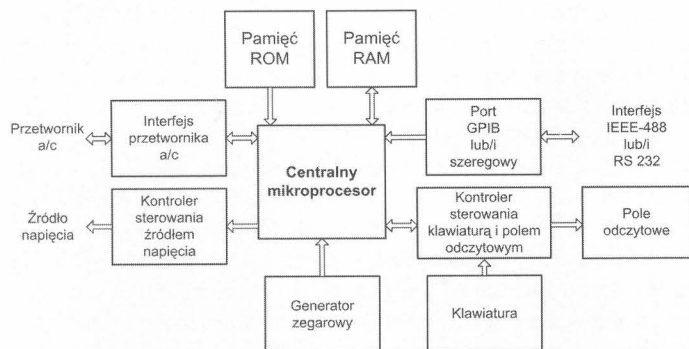 Pamięć
ROM
Pamięć
RAM
Przetwornik
a/c
Interfejs
przetwornika
a/c
Centralny
mikroprocesor
Port
GPIB
lub/i
szeregowy
Interfejs
IEEE-488
lub/i
RS 232
Źródło
napięcia
Kontroler
sterowania
źródłem
napięcia
Kontroler
sterowania
klawiaturą i polem
odczytowym
Pole
odczytowe
Generator
zegarowy
Klawiatura